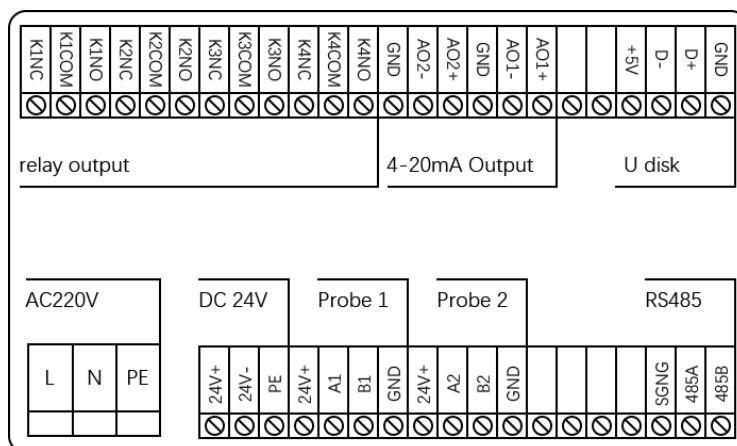 K1NC K1COM K1NO K2NC K2COM K2NO K3NC K3COM K3NO K4NC K4COM K4NO GND AO2- AO2+ GND AO1- AO1+ +5V D- D+ GND
relay output 4-20mA Output U disk
AC220V DC 24V Probe 1 Probe 2 RS485
L N PE 24V+ 24V- PE 24V+ A1 B1 GND 24V+ A2 B2 GND SGNG 485A 485B